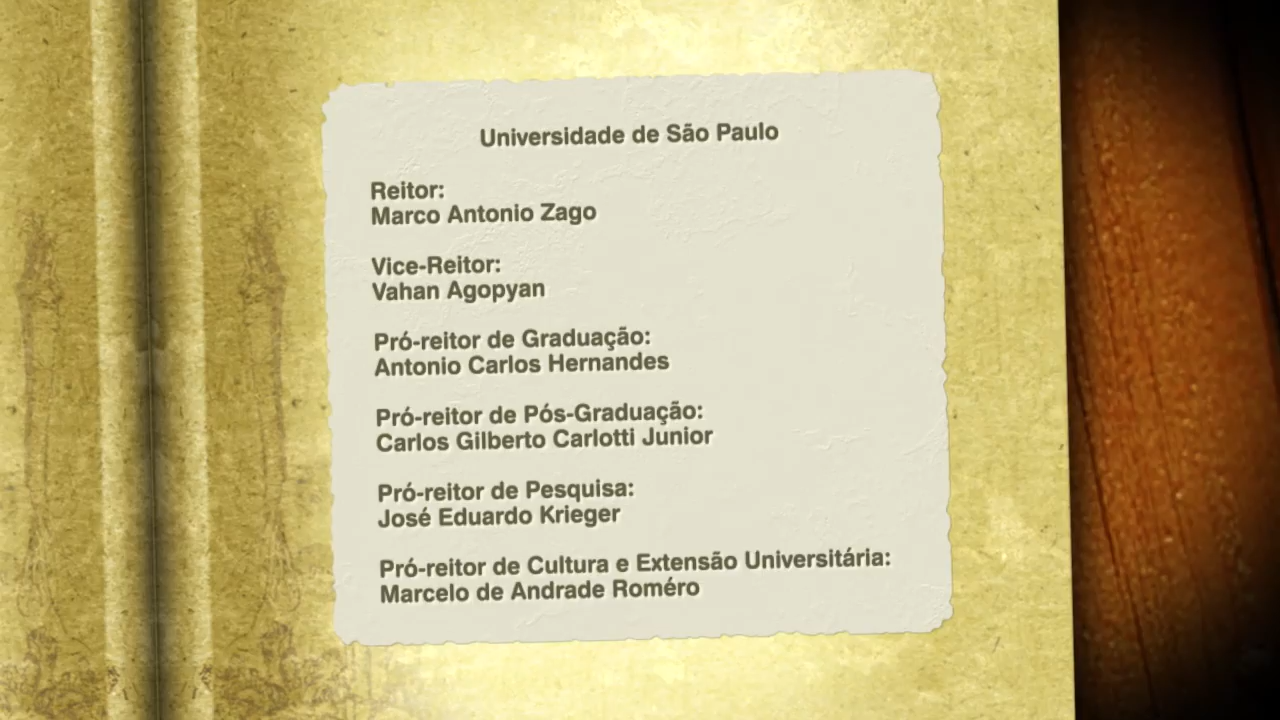 Universidade de São Paulo
Reitor:
Marco Antonio Zago
Vice-Reitor:
Vahan Agopyan
Pró-reitor de Graduação:
Antonio Carlos Hernandes
Pró-reitor de Pós-Graduação:
Carlos Gilberto Carlotti Junior
Pró-reitor de Pesquisa:
José Eduardo Krieger
Pró-reitor de Cultura e Extensão Universitária:
Marcelo de Andrade Roméro